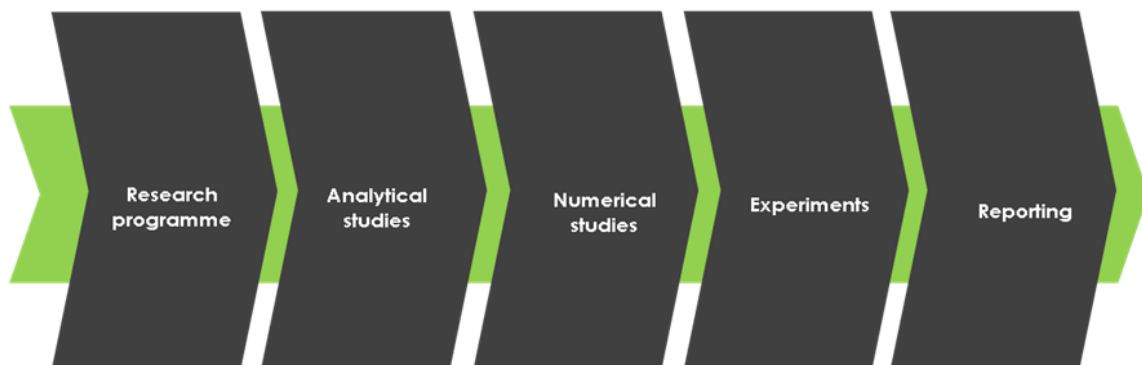 Research
programme
Analytical
studies
Numerical
studies
Experiments
Reporting